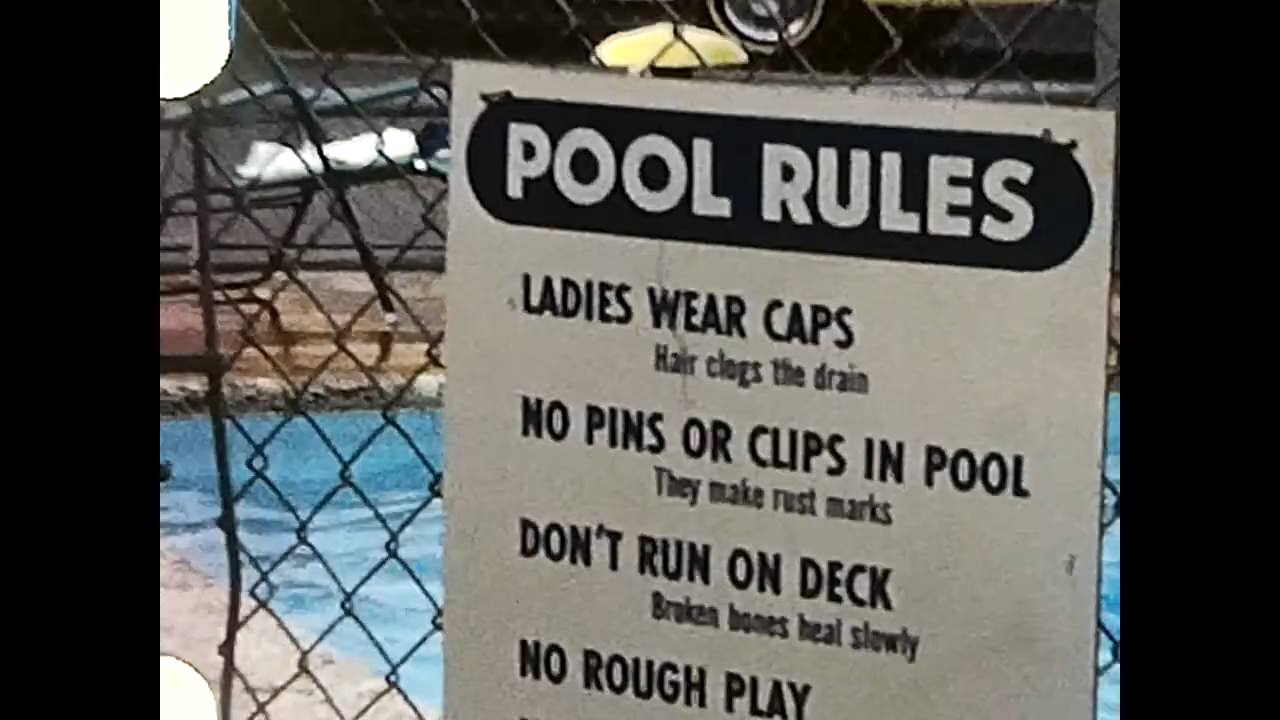 POOL RULES
LADIES WEAR CAPS
Hair clogs the drain
NO PINS OR CLIPS IN POOL
They make rust marks
DON'T RUN ON DECK
Broken bones heal slowly
NO ROUGH PLAY